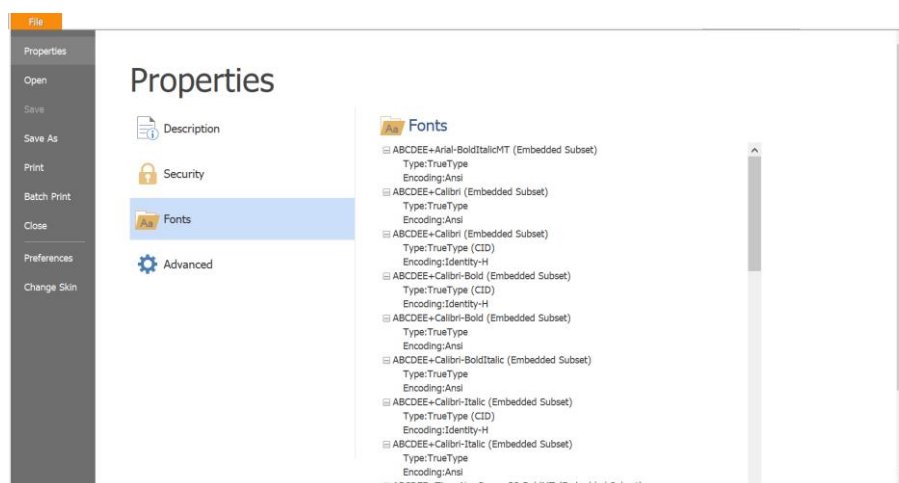 File
Properties
Open
Save
Save As
Print
Batch Print
Close
Preferences
Change Skin
Properties
Description
Security
Fonts
Advanced
Fonts
ABCDEE+Arial-BoldItalicMT (Embedded Subset)
Type:TrueType
Encoding:Ansi
ABCDEE+Calibri (Embedded Subset)
Type:TrueType
Encoding:Ansi
ABCDEE+Calibri (Embedded Subset)
Type:TrueType (CID)
Encoding:Identity-H
ABCDEE+Calibri-Bold (Embedded Subset)
Type:TrueType (CID)
Encoding:Identity-H
ABCDEE+Calibri-Bold (Embedded Subset)
Type:TrueType
Encoding:Ansi
ABCDEE+Calibri-BoldItalic (Embedded Subset)
Type:TrueType
Encoding:Ansi
ABCDEE+Calibri-Italic (Embedded Subset)
Type:TrueType (CID)
Encoding:Identity-H
ABCDEE+Calibri-Italic (Embedded Subset)
Type:TrueType
Encoding:Ansi